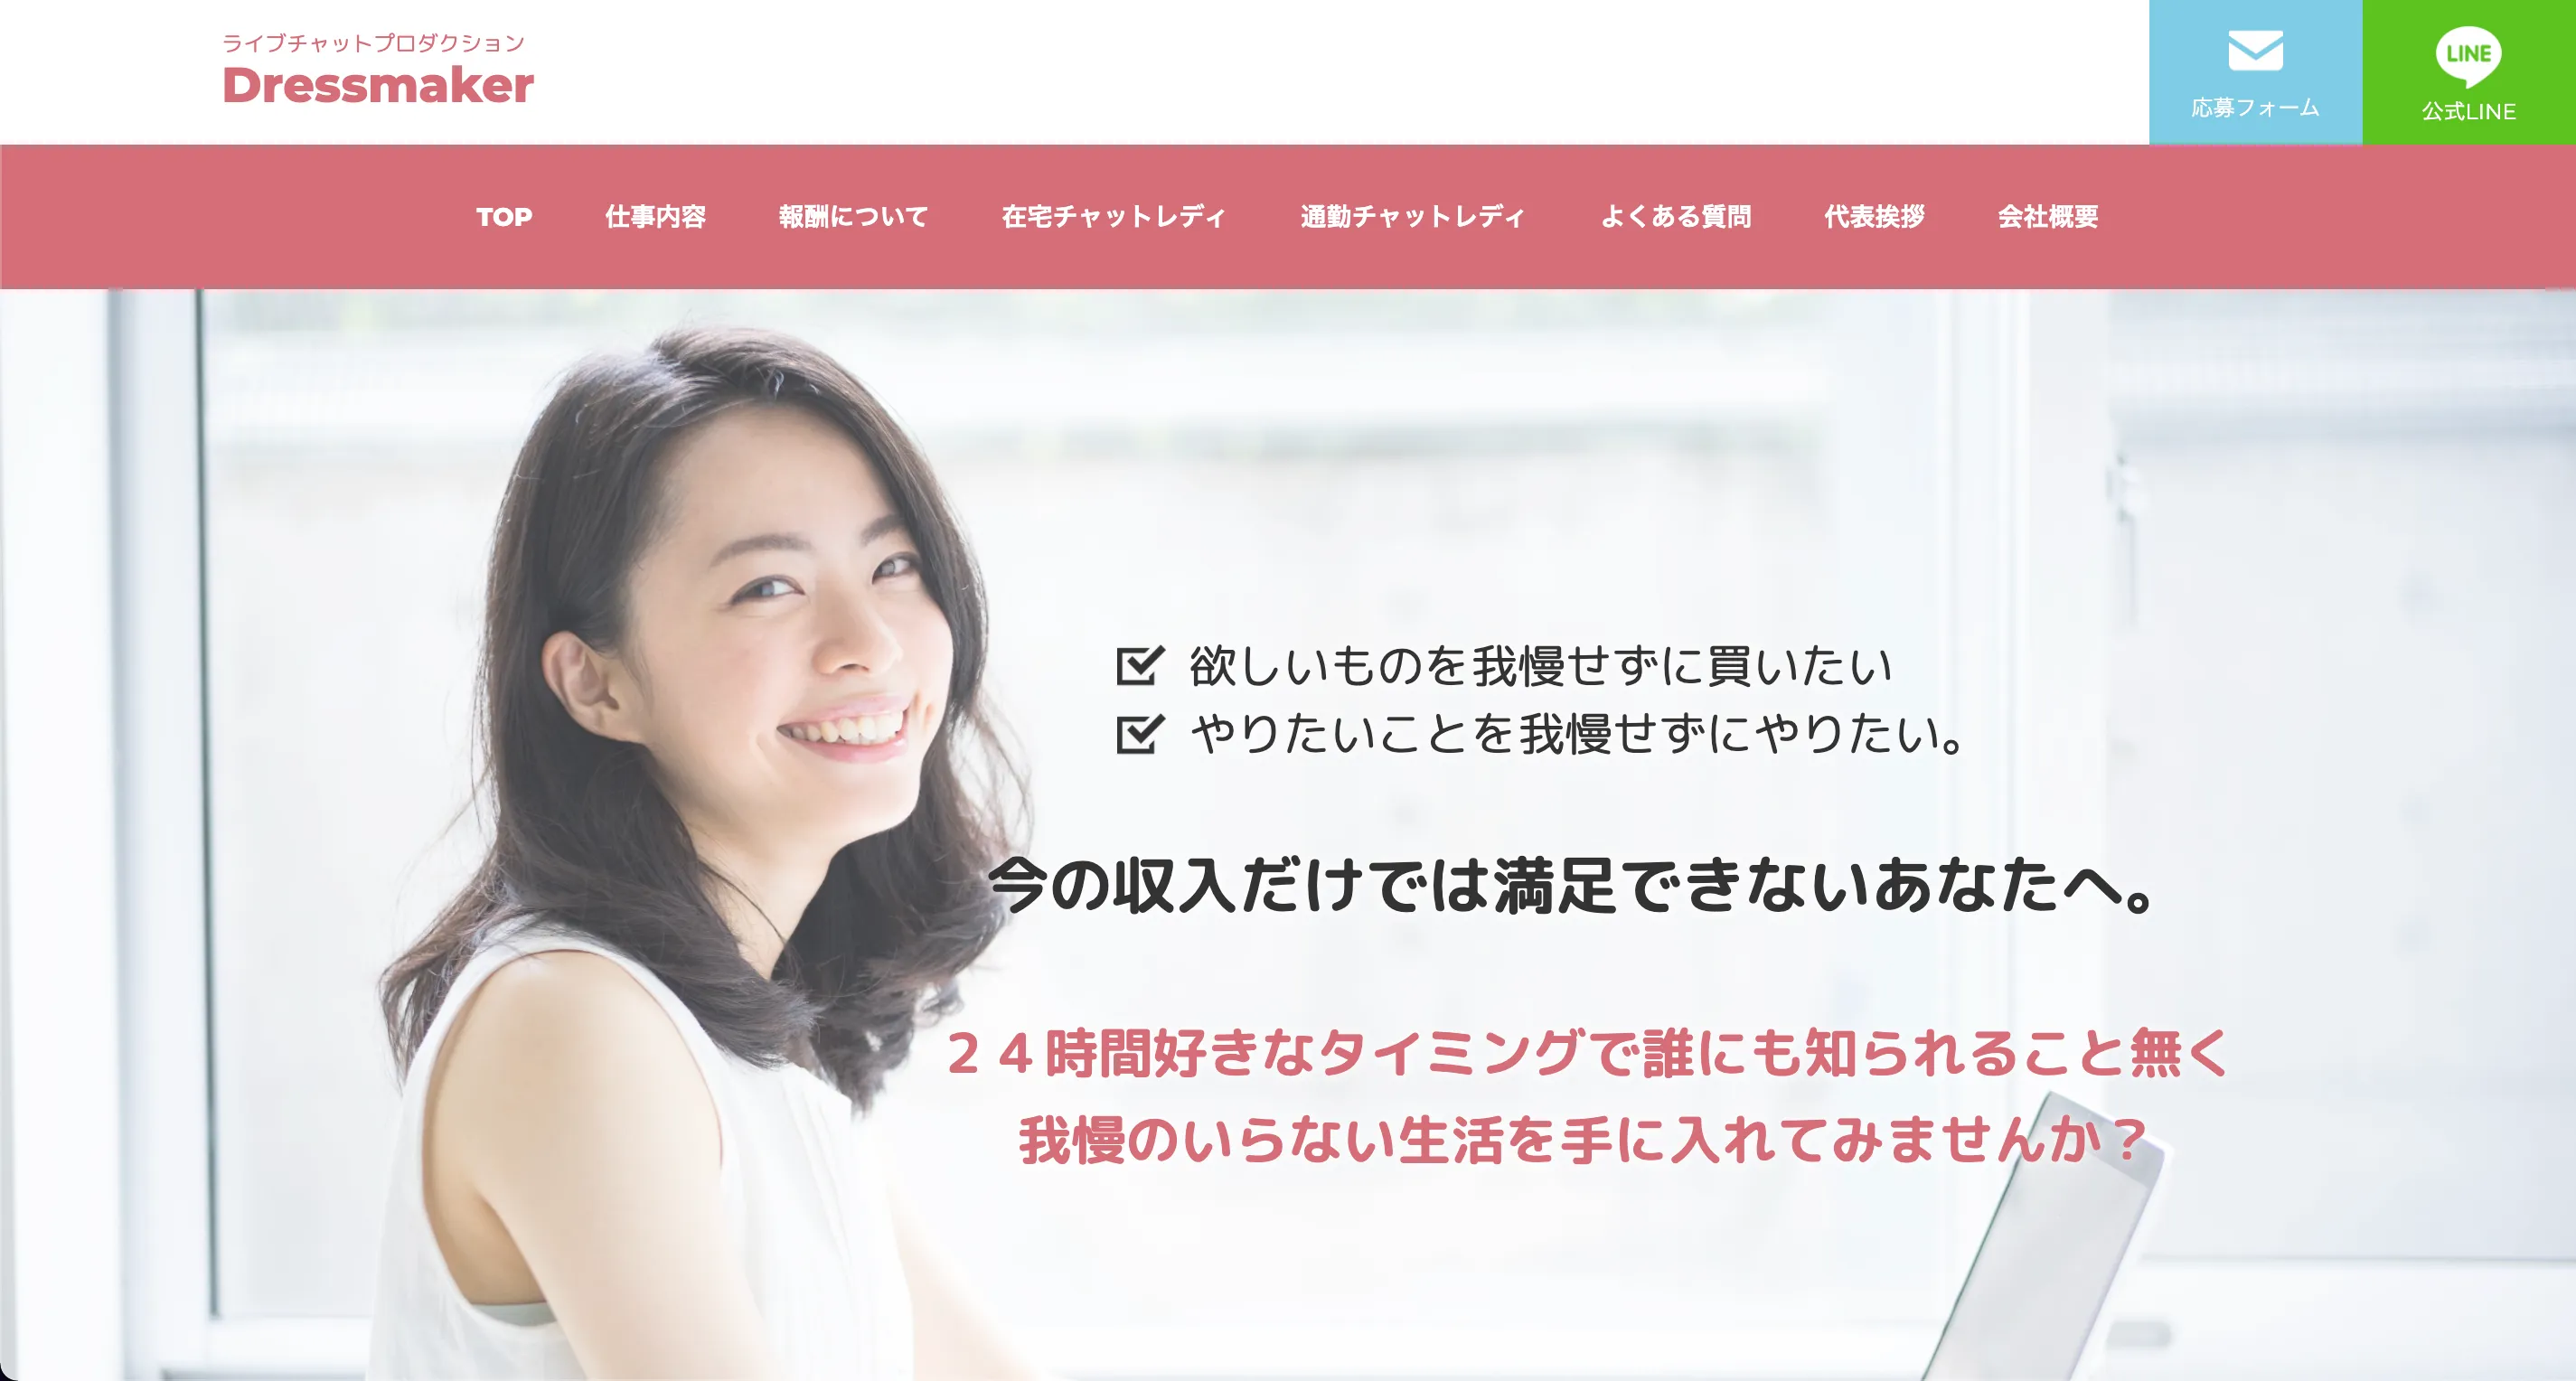 ライブチャットプロダクション
Dressmaker
応募フォーム
LINE
公式LINE
TOP 仕事内容 報酬について 在宅チャットレディ 通勤チャットレディ よくある質問 代表挨拶 会社概要
欲しいものを我慢せずに買いたい
やりたいことを我慢せずにやりたい。
今の収入だけでは満足できないあなたへ。
２４時間好きなタイミングで誰にも知られること無く
我慢のいらない生活を手に入れてみませんか？